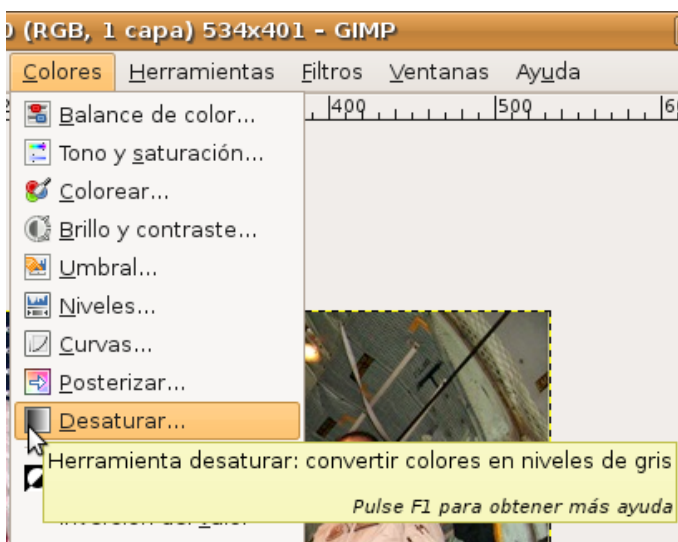 0 (RGB, 1 capa) 534x401 – GIMP
Colores Herramientas Filtros Ventanas Ayuda
400 500
Balance de color...
Tono y saturación...
Colorear...
Brillo y contraste...
Umbral...
Niveles...
Curvas...
Posterizar...
Desaturar...
Herramienta desaturar: convertir colores en niveles de gris
Pulse F1 para obtener más ayuda